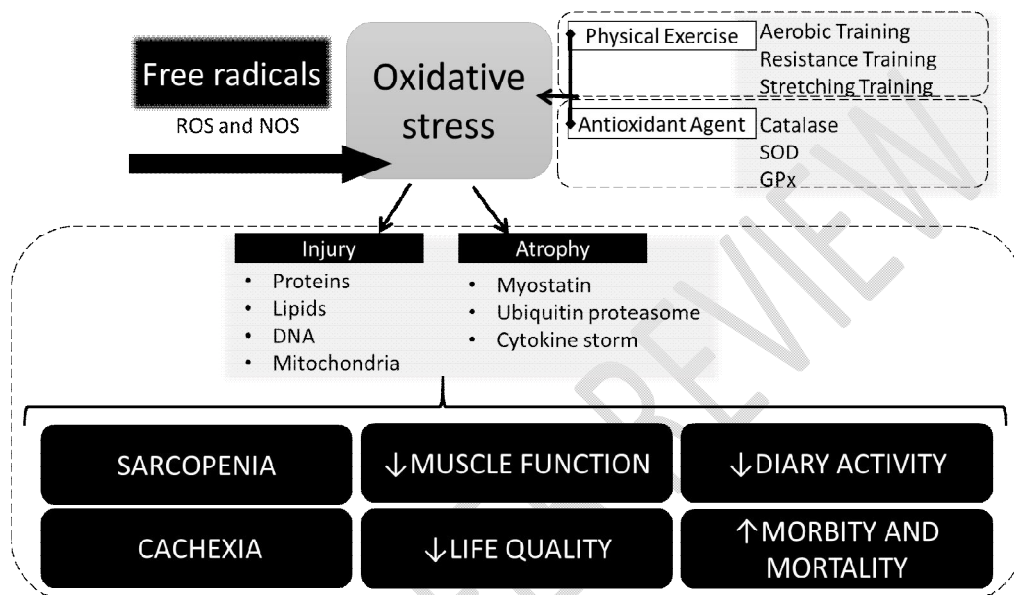 Free radicals
ROS and NOS
Oxidative
stress
Physical Exercise
Aerobic Training
Resistance Training
Stretching Training
Antioxidant Agent
Catalase
SOD
GPx
Injury
• Proteins
• Lipids
• DNA
• Mitochondria
Atrophy
• Myostatin
• Ubiquitin proteasome
• Cytokine storm
SARCOPENIA
↓MUSCLE FUNCTION
↓DIARY ACTIVITY
CACHEXIA
↓LIFE QUALITY
↑MORBITY AND
MORTALITY
REVIEW